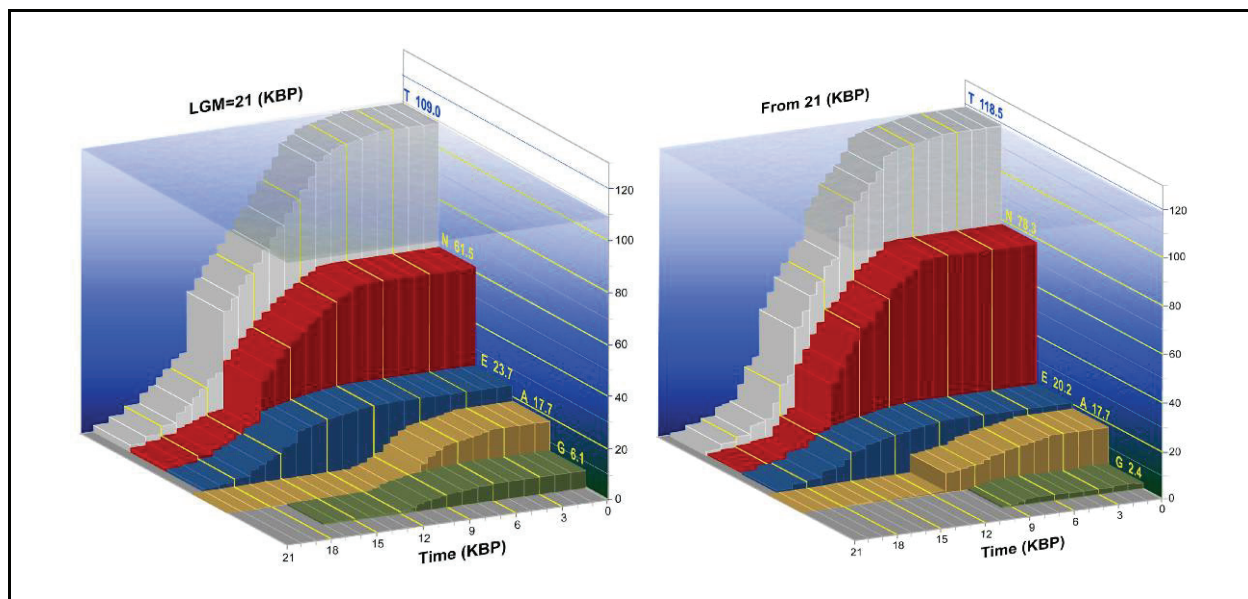 LGM=21 (KBP)
T 109.0
N 61.5
E 23.7
A 17.7
G 6.1
120
100
80
60
40
20
0
21
18
15
12
9
6
3
0
Time (KBP)
From 21 (KBP)
T 118.5
N 78.3
E 20.2
A 17.7
G 2.4
120
100
80
60
40
20
0
21
18
15
12
9
6
3
0
Time (KBP)